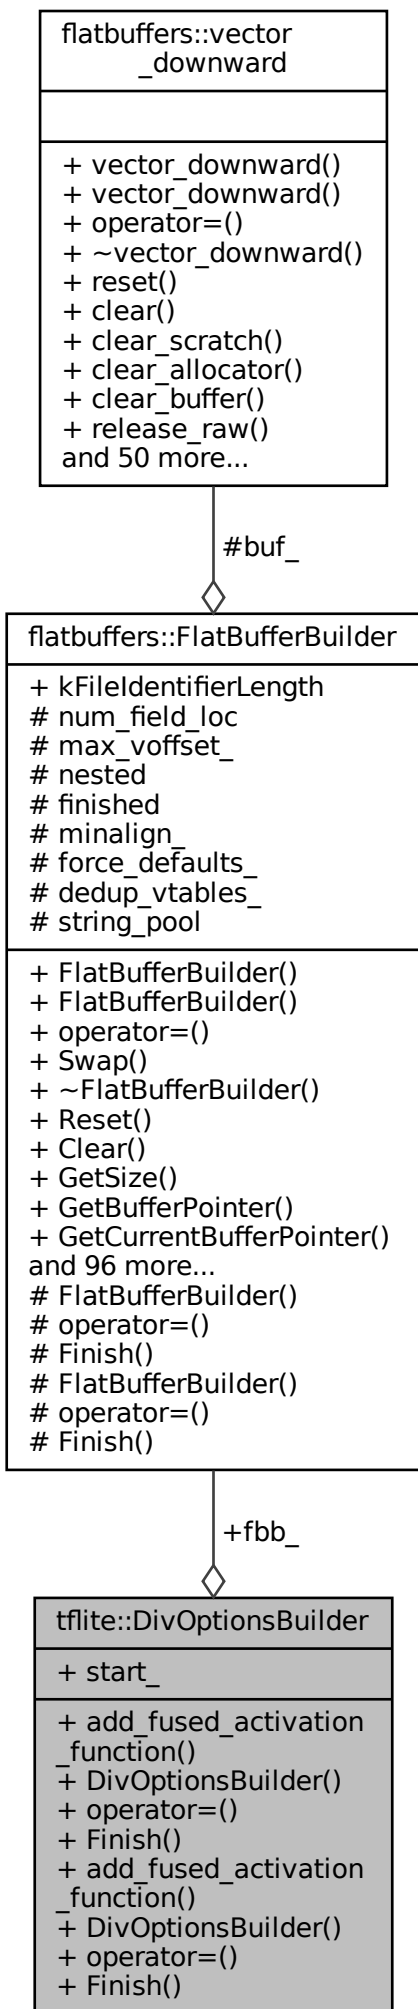 flatbuffers::vector
_downward
+ vector_downward()
+ vector_downward()
+ operator=()
+ ~vector_downward()
+ reset()
+ clear()
+ clear_scratch()
+ clear_allocator()
+ clear_buffer()
+ release_raw()
and 50 more...
#buf_
flatbuffers::FlatBufferBuilder
+ kFileIdentifierLength
# num_field_loc
# max_voffset_
# nested
# finished
# minalign_
# force_defaults_
# dedup_vtables_
# string_pool
+ FlatBufferBuilder()
+ FlatBufferBuilder()
+ operator=()
+ Swap()
+ ~FlatBufferBuilder()
+ Reset()
+ Clear()
+ GetSize()
+ GetBufferPointer()
+ GetCurrentBufferPointer()
and 96 more...
# FlatBufferBuilder()
# operator=()
# Finish()
# FlatBufferBuilder()
# operator=()
# Finish()
+fbb_
tflite::DivOptionsBuilder
+ start_
+ add_fused_activation
_function()
+ DivOptionsBuilder()
+ operator=()
+ Finish()
+ add_fused_activation
_function()
+ DivOptionsBuilder()
+ operator=()
+ Finish()